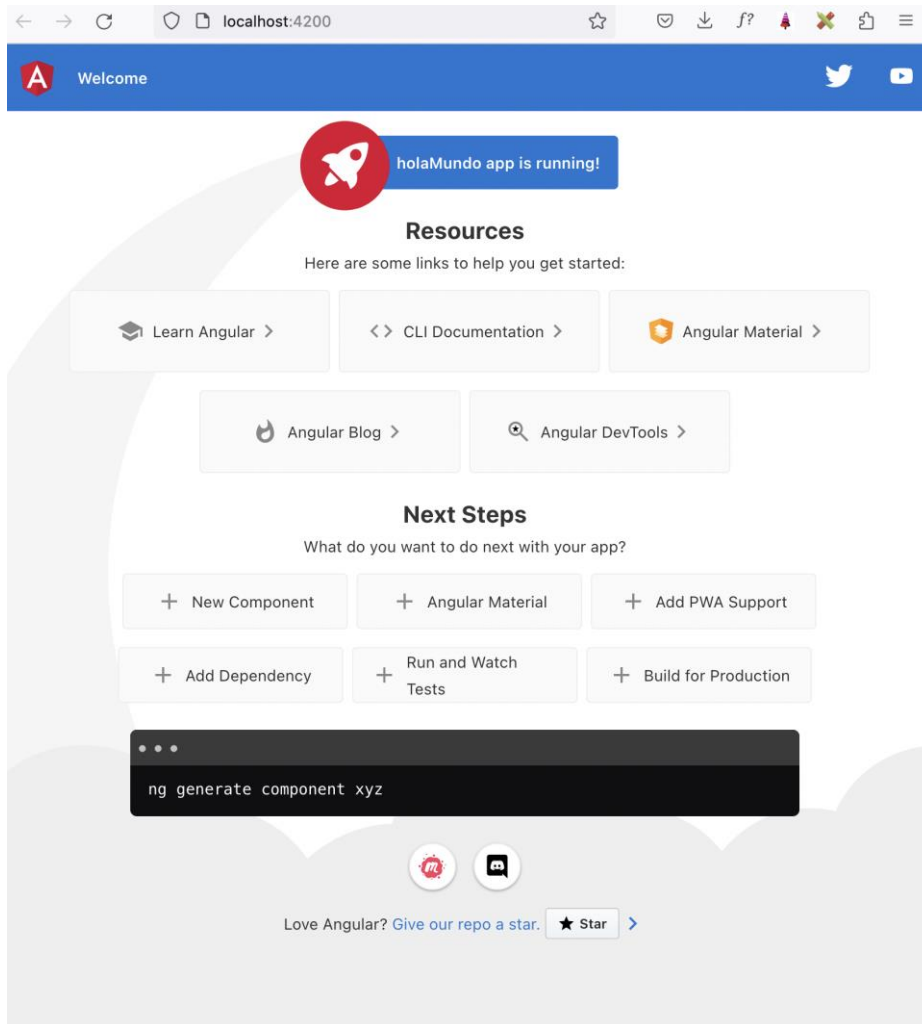 localhost:4200
f?
Welcome
holaMundo app is running!
Resources
Here are some links to help you get started:
Learn Angular
CLI Documentation
Angular Material
Angular Blog
Angular DevTools
Next Steps
What do you want to do next with your app?
New Component
Angular Material
Add PWA Support
Add Dependency
Run and Watch
Tests
Build for Production
ng generate component xyz
Love Angular? Give our repo a star. Star